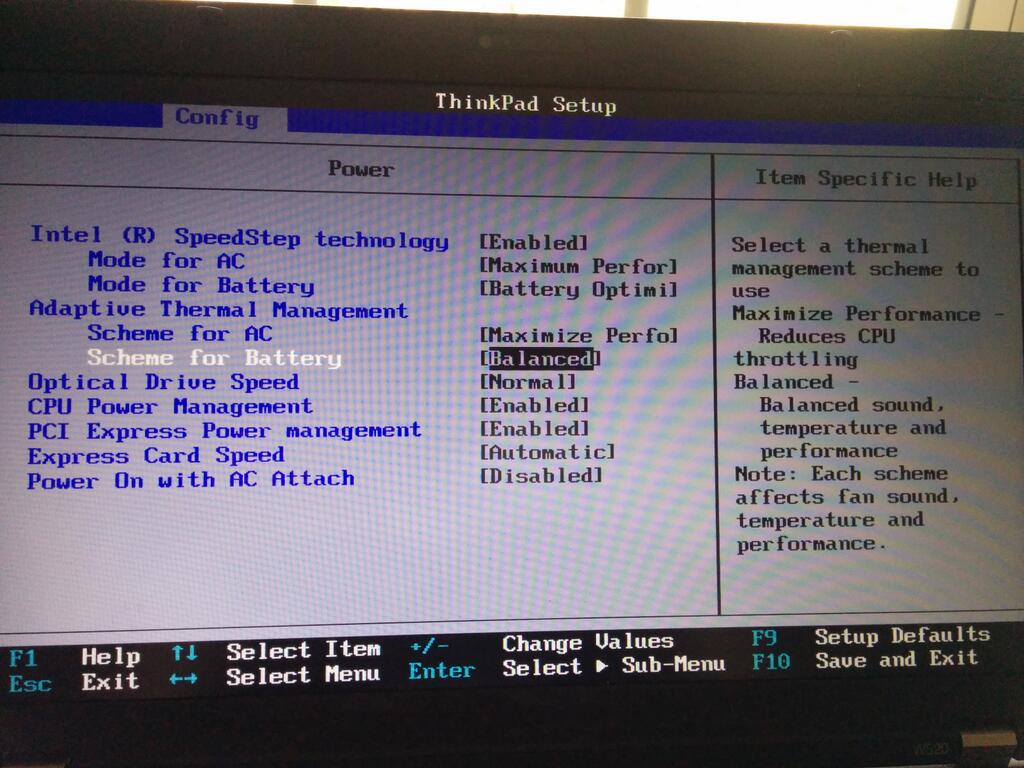 ThinkPad Setup
Config
Power
Item Specific Help
Intel (R) SpeedStep technology [Enabled]
Mode for AC [Maximum Perfor]
Mode for Battery [Battery Optimi]
Adaptive Thermal Management
Scheme for AC [Maximize Perfo]
Scheme for Battery [Balanced]
Optical Drive Speed [Normal]
CPU Power Management [Enabled]
PCI Express Power management [Enabled]
Express Card Speed [Automatic]
Power On with AC Attach [Disabled]
Select a thermal
management scheme to
use
Maximize Performance -
Reduces CPU
throttling
Balanced -
Balanced sound,
temperature and
performance
Note: Each scheme
affects fan sound,
temperature and
performance.
F1 Help ↑↓ Select Item +/- Change Values F9 Setup Defaults
Esc Exit ←→ Select Menu Enter Select ▶ Sub-Menu F10 Save and Exit
W520